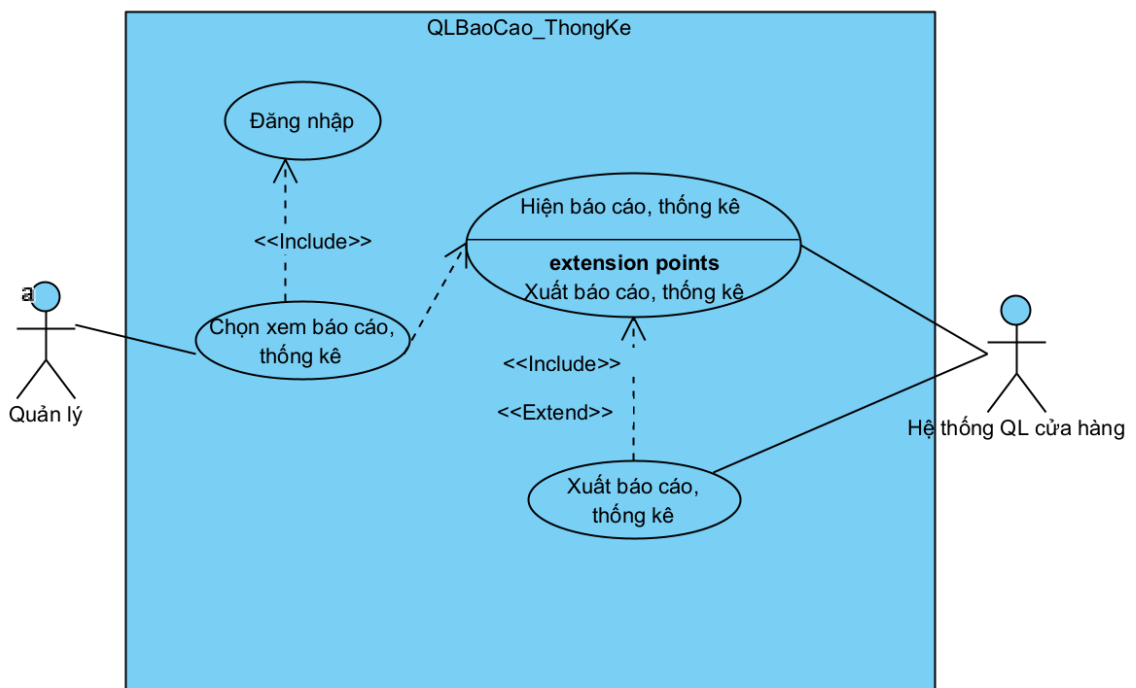 QLBaoCao_ThongKe
Đăng nhập
<<Include>>
Hiện báo cáo, thống kê
extension points
Xuất báo cáo, thống kê
a
Quản lý
Chọn xem báo cáo,
thống kê
<<Include>>
<<Extend>>
Hệ thống QL cửa hàng
Xuất báo cáo,
thống kê